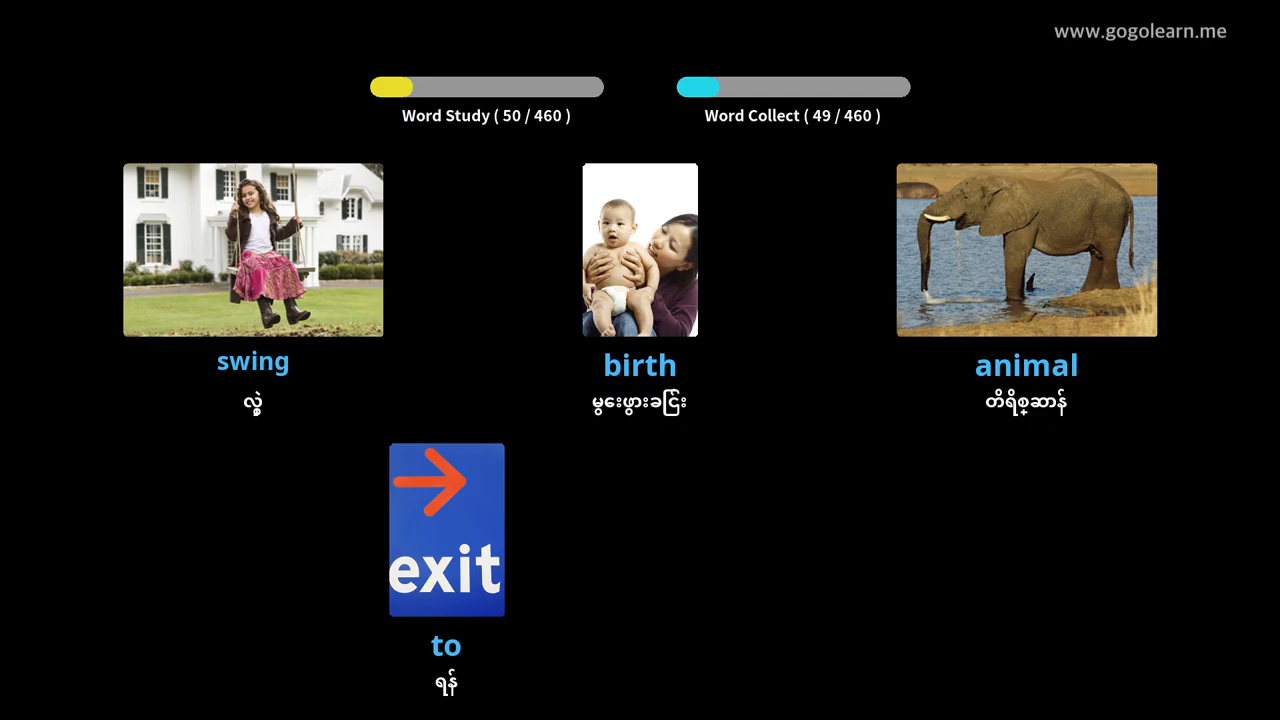 www.gogolearn.me
Word Study ( 50 / 460 )
Word Collect ( 49 / 460 )
swing
birth
animal
လွှဲ
မွေးဖွားခြင်း
တိရိစ္ဆာန်
exit
to
ရန်